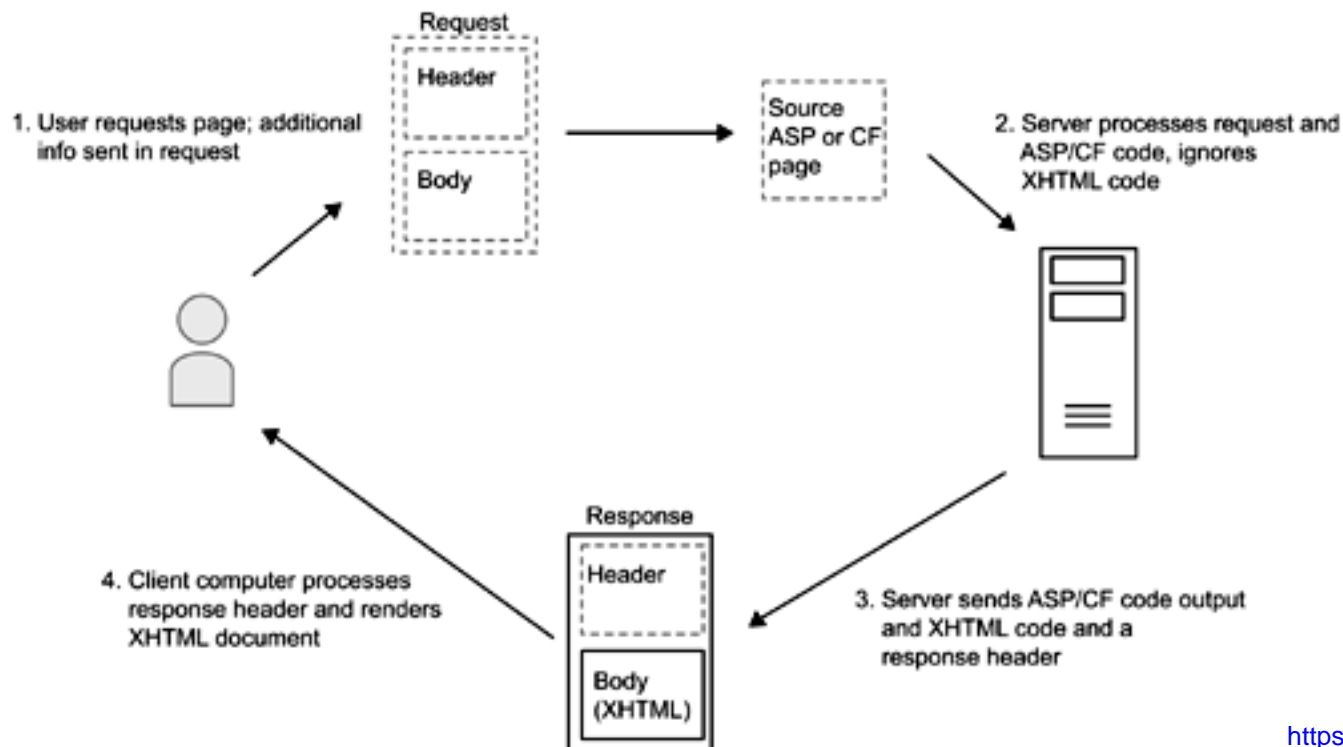 Request
Header
Body
1. User requests page; additional
info sent in request
Source
ASP or CF
page
2. Server processes request and
ASP/CF code, ignores
XHTML code
Response
Header
Body
(XHTML)
3. Server sends ASP/CF code output
and XHTML code and a
response header
4. Client computer processes
response header and renders
XHTML document
https